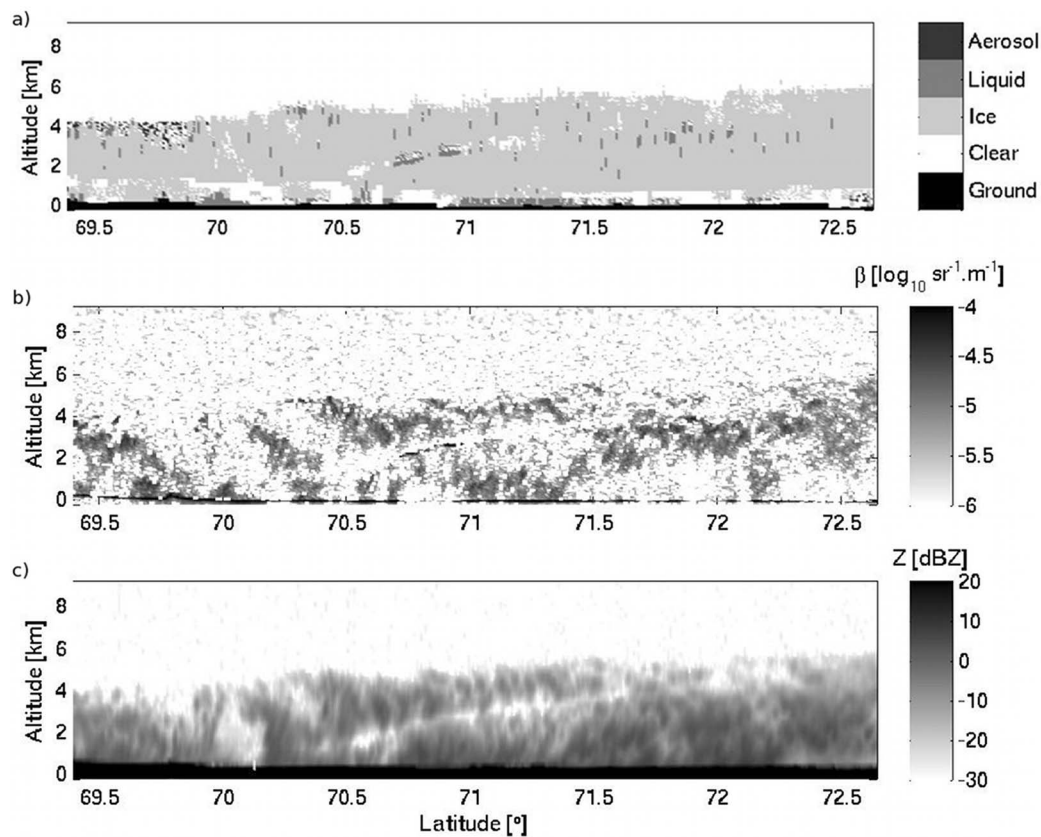 a)
Altitude [km]
8
6
4
2
0
69.5 70 70.5 71 71.5 72 72.5
Aerosol
Liquid
Ice
Clear
Ground
b)
β [log10 sr-1.m-1]
Altitude [km]
8
6
4
2
0
69.5 70 70.5 71 71.5 72 72.5
-4
-4.5
-5
-5.5
-6
c)
Z [dBZ]
Altitude [km]
8
6
4
2
0
69.5 70 70.5 71 71.5 72 72.5
Latitude [º]
20
10
0
-10
-20
-30